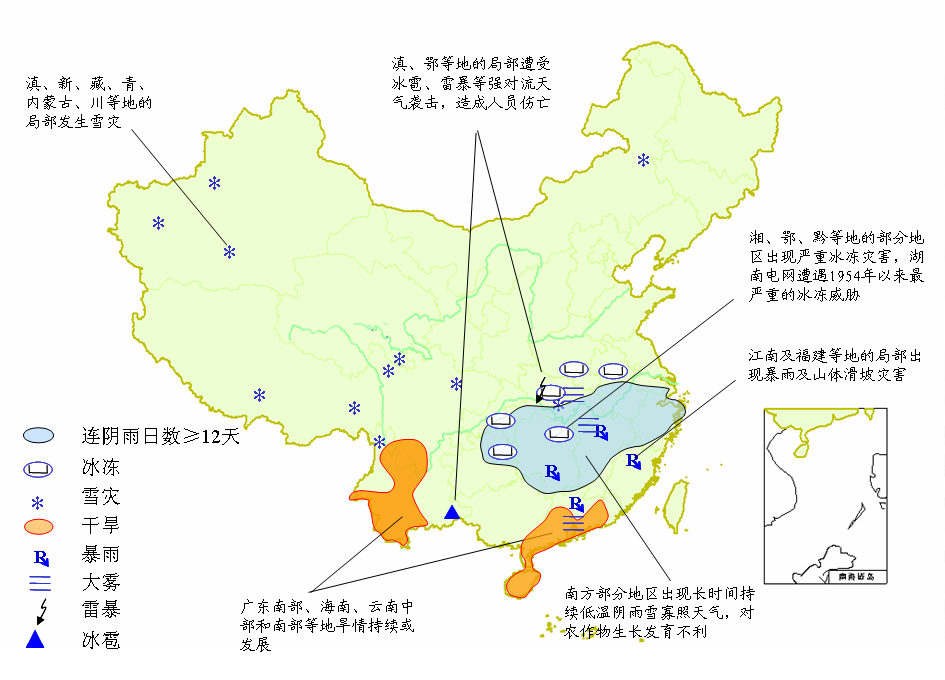 滇、新、藏、青、
内蒙古、川等地的
局部发生雪灾
滇、鄂等地的局部遭受
冰雹、雷暴等强对流天
气袭击，造成人员伤亡
湘、鄂、黔等地的部分地
区出现严重冰冻灾害，湖
南电网遭遇1954年以来最
严重的冰冻威胁
江南及福建等地的局部出
现暴雨及山体滑坡灾害
连阴雨日数≥12天
冰冻
雪灾
干旱
暴雨
大雾
雷暴
冰雹
广东南部、海南、云南中
部和南部等地旱情持续或
发展
南方部分地区出现长时间持
续低温阴雨雪寡照天气，对
农作物生长发育不利
南海诸岛